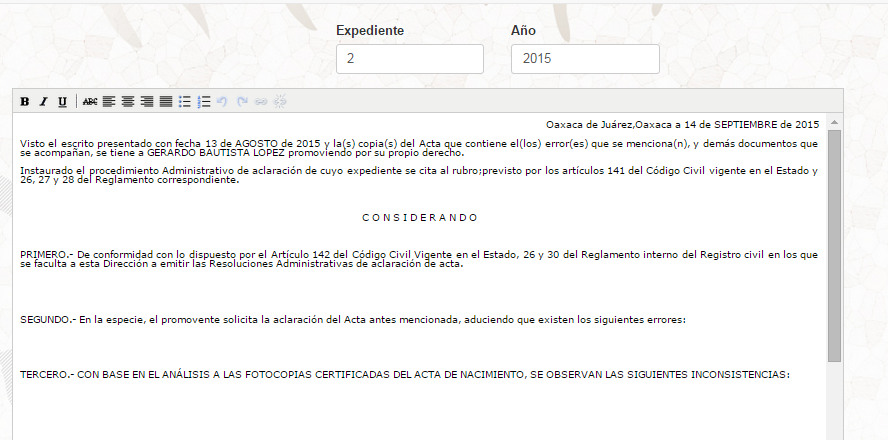 Expediente Año
2 2015
B I U ABC
Oaxaca de Juárez,Oaxaca a 14 de SEPTIEMBRE de 2015
Visto el escrito presentado con fecha 13 de AGOSTO de 2015 y la(s) copia(s) del Acta que contiene el(los) error(es) que se menciona(n), y demás documentos que
se acompañan, se tiene a GERARDO BAUTISTA LOPEZ promoviendo por su propio derecho.
Instaurado el procedimiento Administrativo de aclaración de cuyo expediente se cita al rubro;previsto por los artículos 141 del Código Civil vigente en el Estado y
26, 27 y 28 del Reglamento correspondiente.
C O N S I D E R A N D O
PRIMERO.- De conformidad con lo dispuesto por el Artículo 142 del Código Civil Vigente en el Estado, 26 y 30 del Reglamento interno del Registro civil en los que
se faculta a esta Dirección a emitir las Resoluciones Administrativas de aclaración de acta.
SEGUNDO.- En la especie, el promovente solicita la aclaración del Acta antes mencionada, aduciendo que existen los siguientes errores:
TERCERO.- CON BASE EN EL ANÁLISIS A LAS FOTOCOPIAS CERTIFICADAS DEL ACTA DE NACIMIENTO, SE OBSERVAN LAS SIGUIENTES INCONSISTENCIAS: